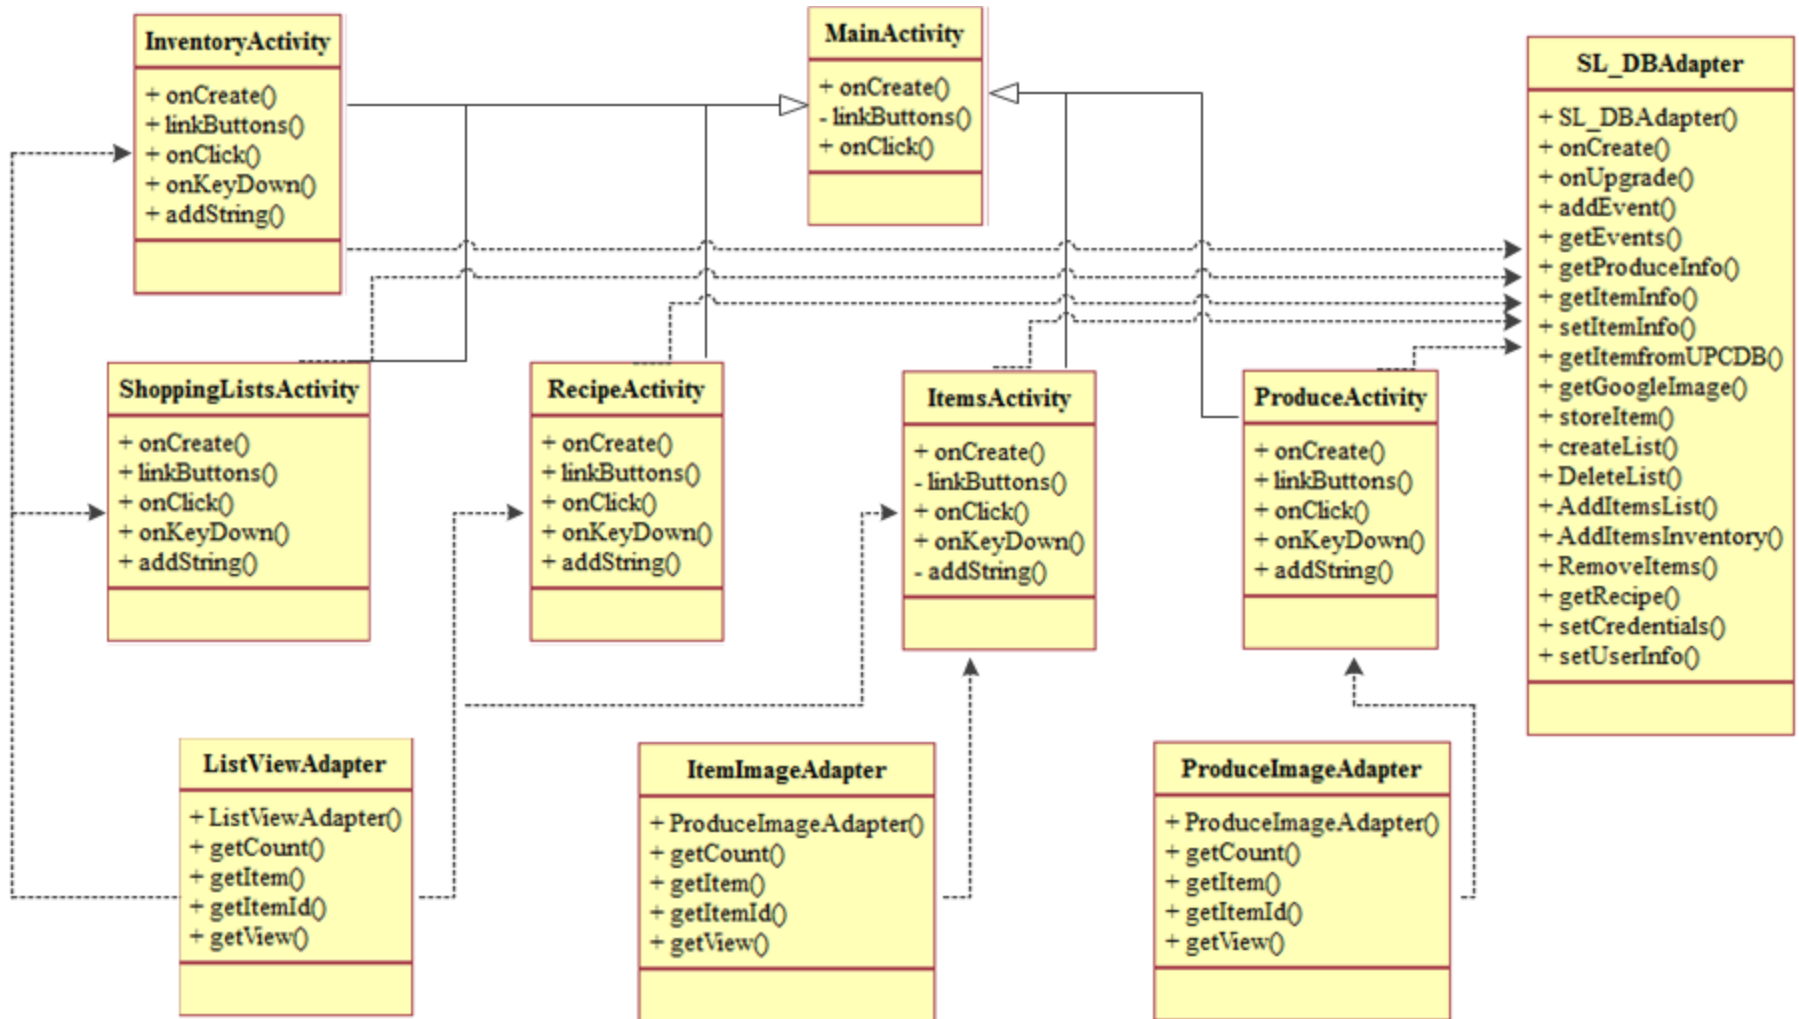 InventoryActivity
+ onCreate()
+ linkButtons()
+ onClick()
+ onKeyDown()
+ addString()
MainActivity
+ onCreate()
- linkButtons()
+ onClick()
SL_DBAdapter
+ SL_DBAdapter()
+ onCreate()
+ onUpgrade()
+ addEvent()
+ getEvents()
+ getProduceInfo()
+ getItemInfo()
+ setItemInfo()
+ getItemfromUPCDB()
+ getGoogleImage()
+ storeItem()
+ createList()
+ DeleteList()
+ AddItemsList()
+ AddItemsInventory()
+ RemoveItems()
+ getRecipe()
+ setCredentials()
+ setUserInfo()
ShoppingListsActivity
+ onCreate()
+ linkButtons()
+ onClick()
+ onKeyDown()
+ addString()
RecipeActivity
+ onCreate()
+ linkButtons()
+ onClick()
+ onKeyDown()
+ addString()
ItemsActivity
+ onCreate()
- linkButtons()
+ onClick()
+ onKeyDown()
- addString()
ProduceActivity
+ onCreate()
+ linkButtons()
+ onClick()
+ onKeyDown()
+ addString()
ListViewAdapter
+ ListViewAdapter()
+ getCount()
+ getItem()
+ getItemId()
+ getView()
ItemImageAdapter
+ ProduceImageAdapter()
+ getCount()
+ getItem()
+ getItemId()
+ getView()
ProduceImageAdapter
+ ProduceImageAdapter()
+ getCount()
+ getItem()
+ getItemId()
+ getView()